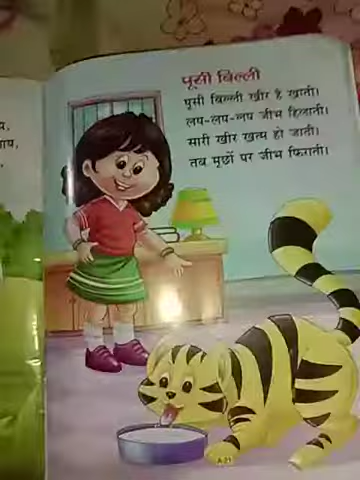 पूसी बिल्ली
पूसी बिल्ली खीर है खाती।
लप-लप-लप जीभ हिलाती।
सारी खीर खत्म हो जाती।
तब मूछों पर जीभ फिराती।